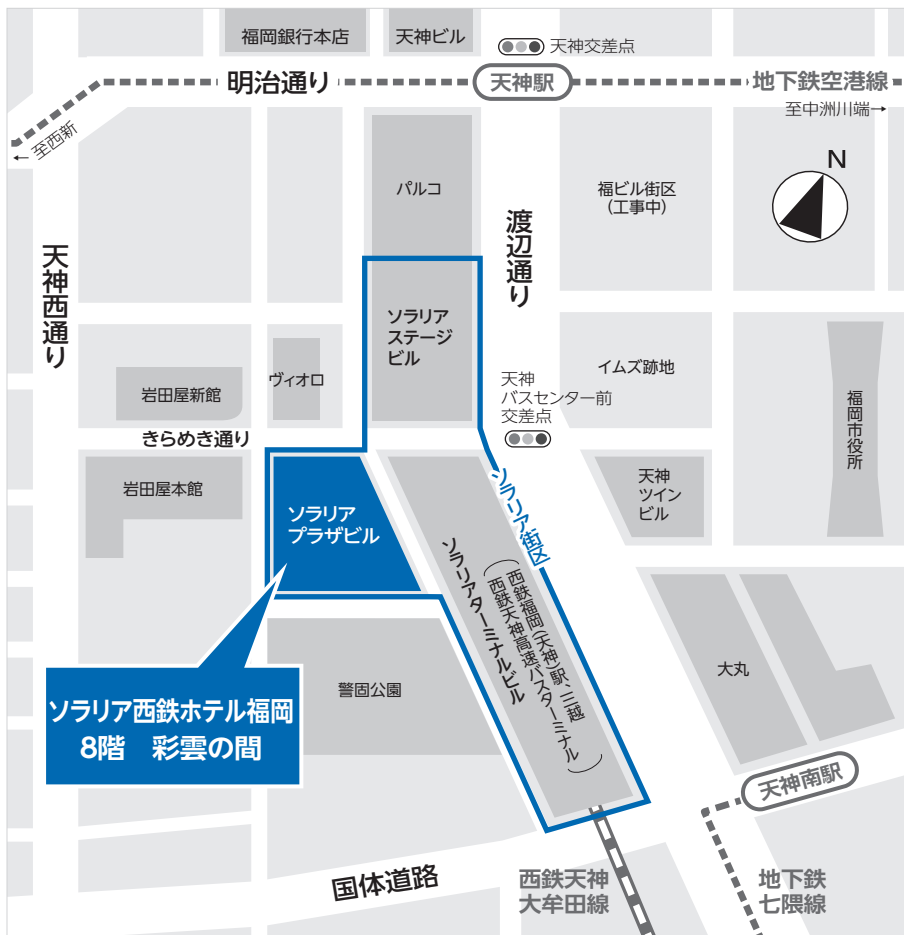 福岡銀行本店
天神ビル
天神交差点
明治通り
天神駅
地下鉄空港線
至中洲川端→
←至西新
N
パルコ
福ビル街区
(工事中)
渡辺通り
天神西通り
ソラリア
ステージ
ビル
ヴィオロ
岩田屋新館
イムズ跡地
天神
バスセンター前
交差点
福岡市役所
きらめき通り
岩田屋本館
ソラリア
プラザビル
ソラリア街区
天神
ツイン
ビル
ソラリアターミナルビル
(西鉄福岡(天神)駅、三越
西鉄天神高速バスターミナル)
大丸
警固公園
ソラリア西鉄ホテル福岡
8階 彩雲の間
天神南駅
国体道路
西鉄天神
大牟田線
地下鉄
七隈線